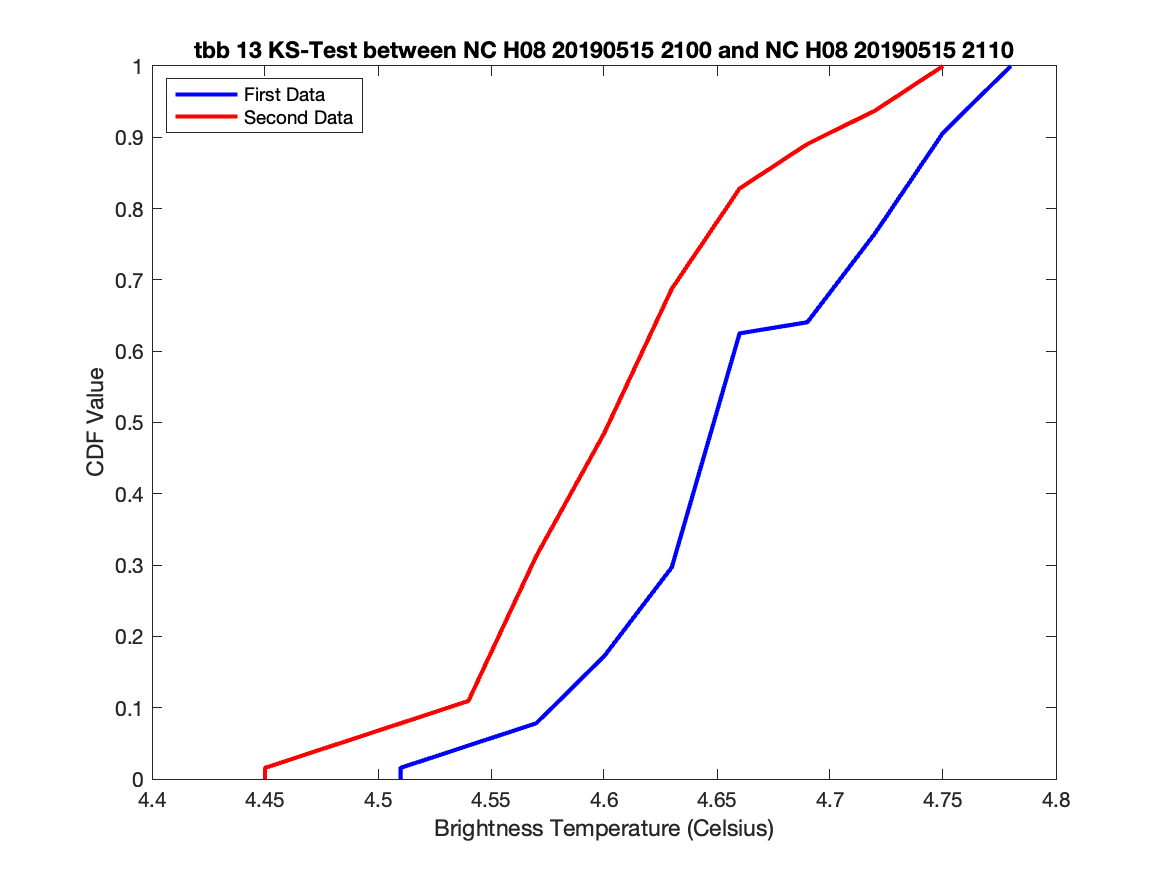 tbb 13 KS-Test between NC H08 20190515 2100 and NC H08 20190515 2110
First Data
Second Data
1
0.9
0.8
0.7
0.6
0.5
0.4
0.3
0.2
0.1
0
CDF Value
4.4 4.45 4.5 4.55 4.6 4.65 4.7 4.75 4.8
Brightness Temperature (Celsius)